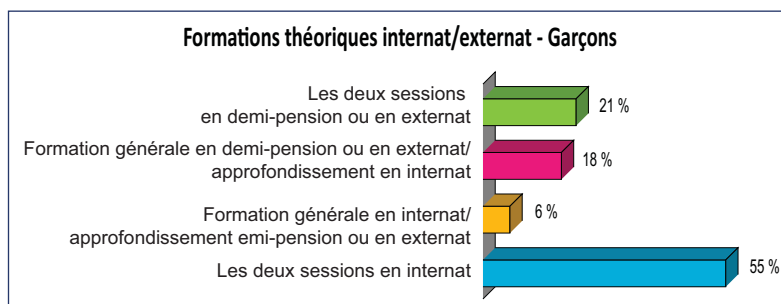 Formations théoriques internat/externat - Garçons
Les deux sessions
en demi-pension ou en externat
21 %
Formation générale en demi-pension ou en externat/
approfondissement en internat
18 %
Formation générale en internat/
approfondissement emi-pension ou en externat
6 %
Les deux sessions en internat
55 %